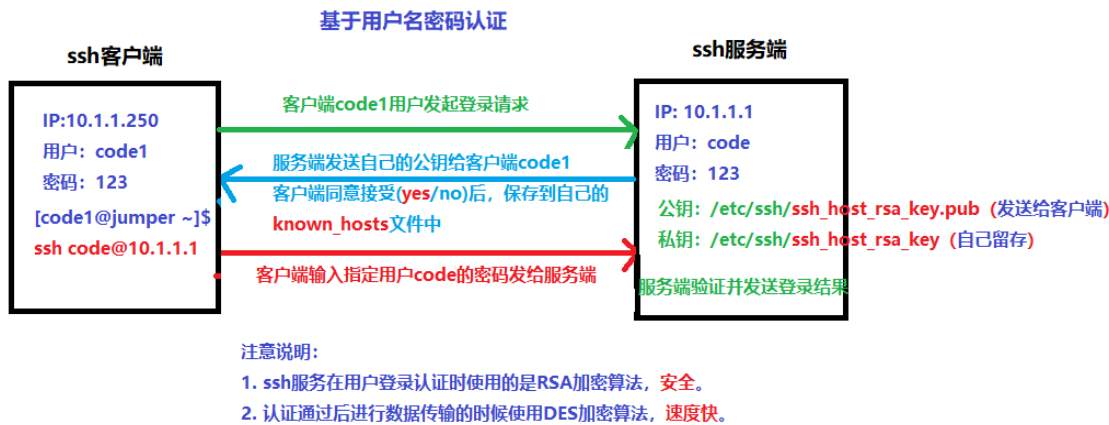 基于用户名密码认证
ssh客户端
ssh服务端
IP:10.1.1.250
用户：code1
密码：123
[code1@jumper ~]$
ssh code@10.1.1.1
客户端code1用户发起登录请求
服务端发送自己的公钥给客户端code1
客户端同意接受(yes/no)后，保存到自己的
known_hosts文件中
客户端输入指定用户code的密码发给服务端
IP: 10.1.1.1
用户：code
密码：123
公钥：/etc/ssh/ssh_host_rsa_key.pub（发送给客户端）
私钥：/etc/ssh/ssh_host_rsa_key（自己留存）
服务端验证并发送登录结果
注意说明：
1. ssh服务在用户登录认证时使用的是RSA加密算法，安全。
2. 认证通过后进行数据传输的时候使用DES加密算法，速度快。